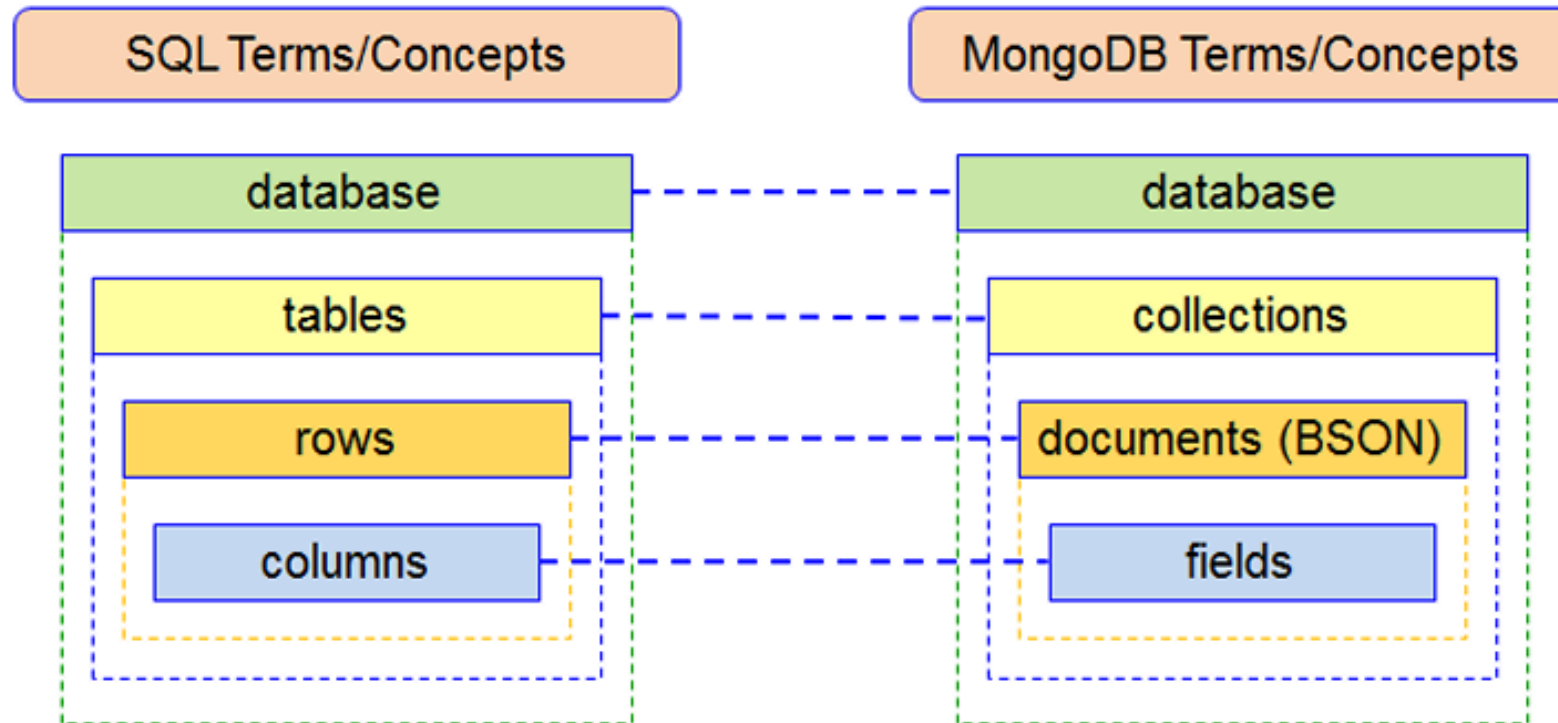 SQL Terms/Concepts
MongoDB Terms/Concepts
database
database
tables
collections
rows
documents (BSON)
columns
fields